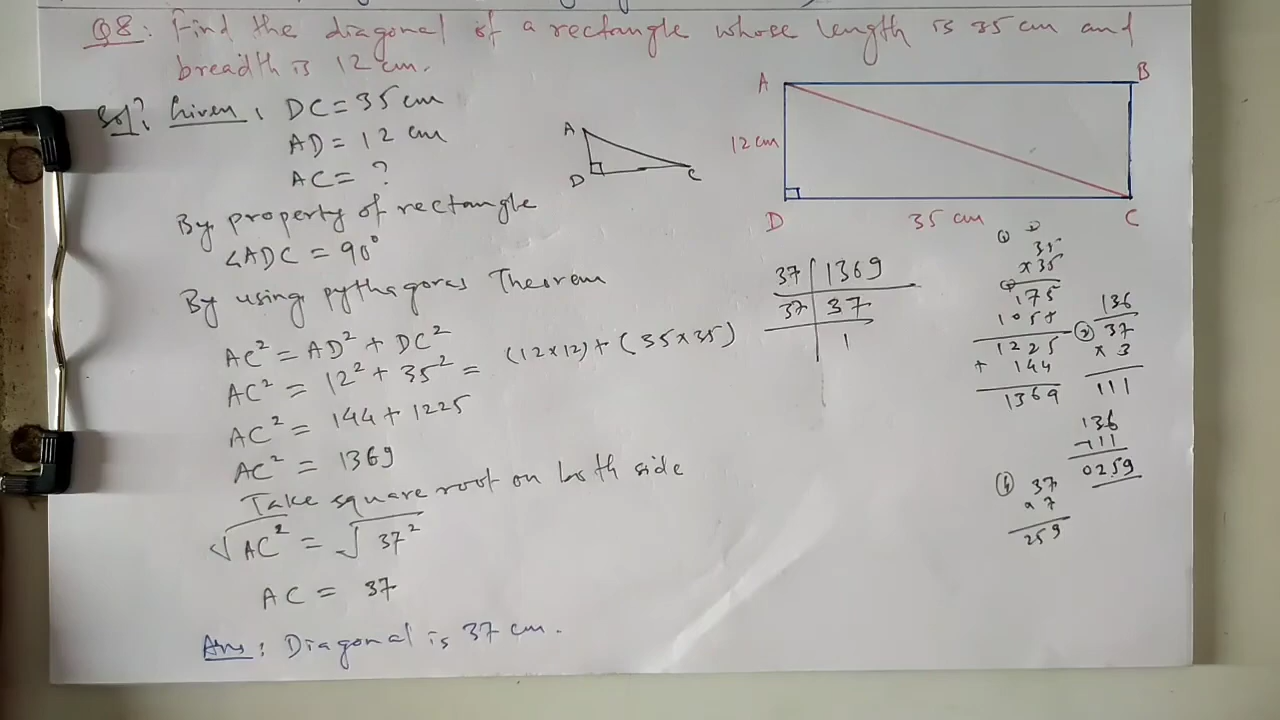 Q8: Find the diagonal of a rectangle whose length is 35 cm and
breadth is 12 cm.
Given, DC = 35 cm
AD = 12 cm
AC = ?
By property of rectangle
∠ADC = 90°
By using pythagoras Theorem
AC² = AD² + DC²
AC² = 12² + 35² = (12×12) + (35×35)
AC² = 144 + 1225
AC² = 1369
Take square root on both side
√AC² = √37²
AC = 37
Ans: Diagonal is 37 cm.
A
D
C
A
B
12 cm
D
35 cm
C
37 | 1369
37 | 37
1
35
×35
175
1225
+ 144
1369
136
37
× 3
111
136
111
0259
37
× 7
259